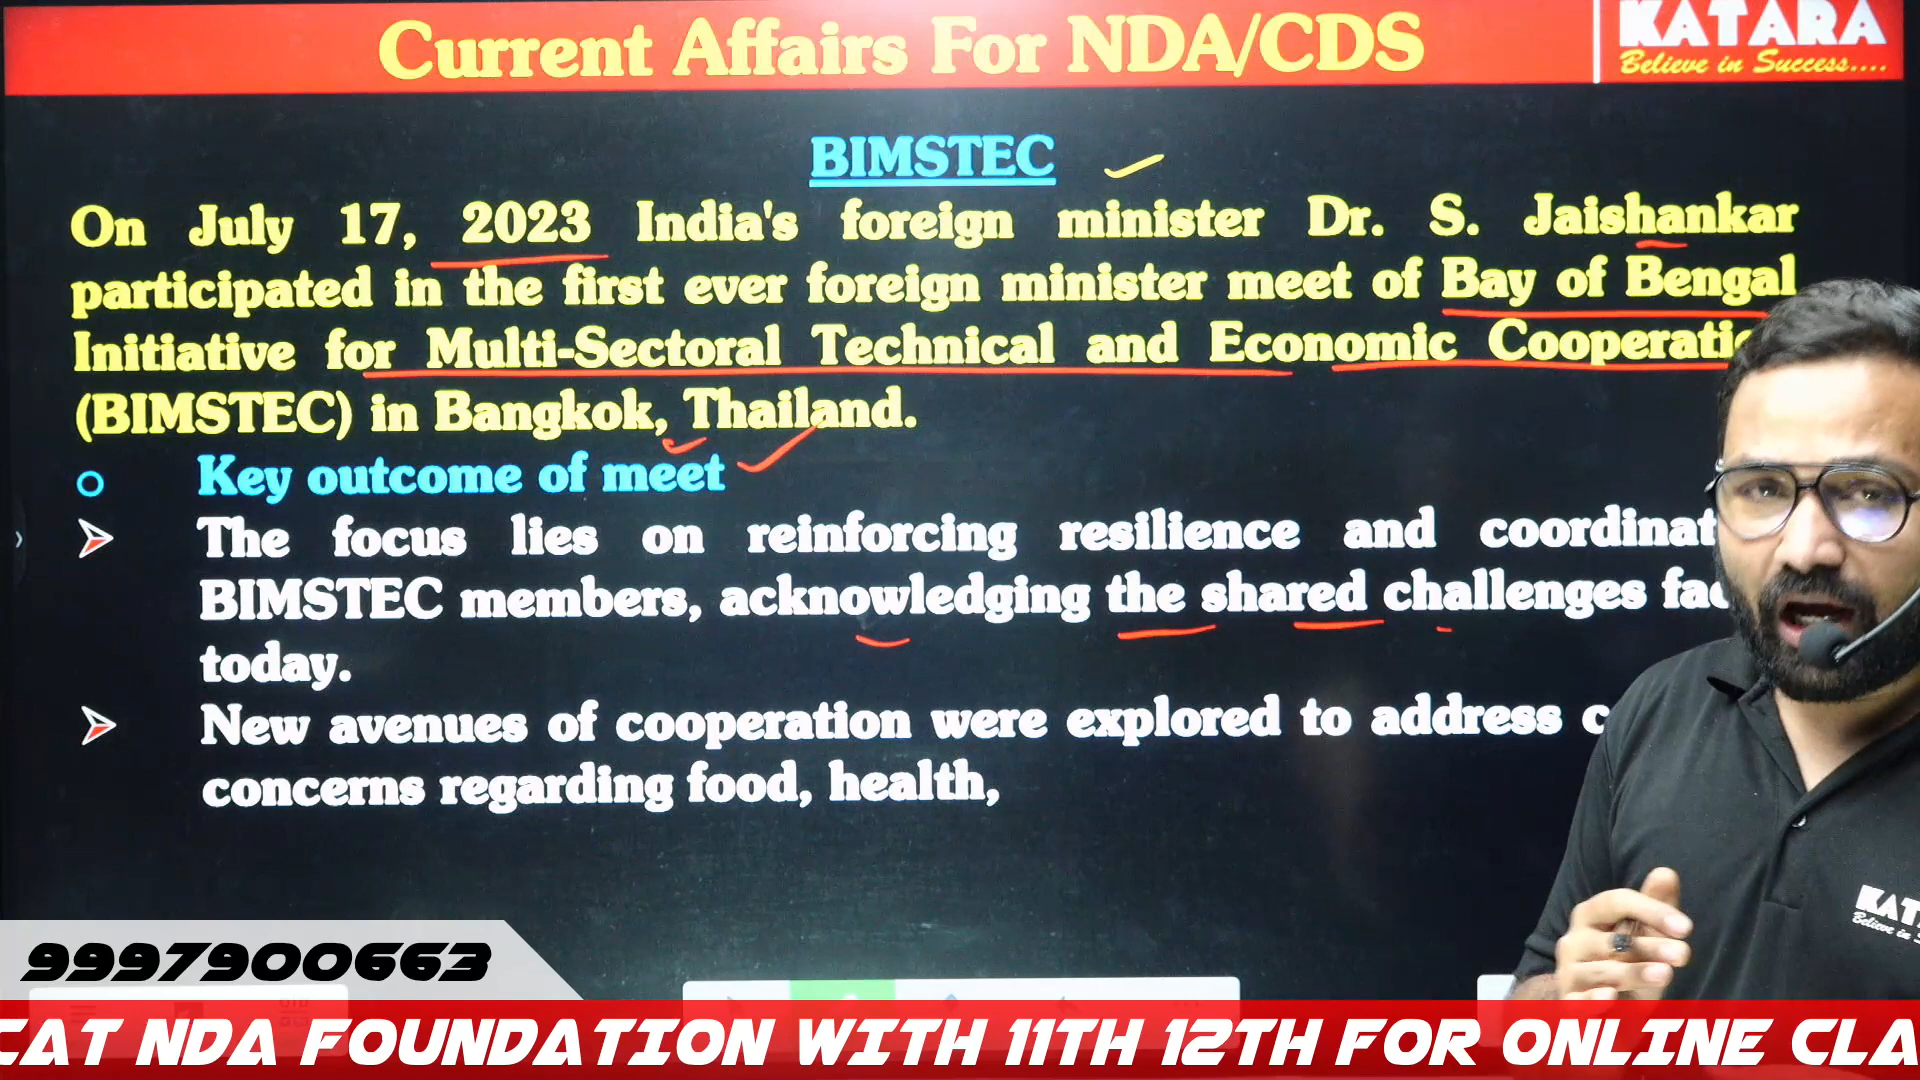 Current Affairs For NDA/CDS
KATARA
Believe in Success....
BIMSTEC
On July 17, 2023 India's foreign minister Dr. S. Jaishankar
participated in the first ever foreign minister meet of Bay of Bengal
Initiative for Multi-Sectoral Technical and Economic
(BIMSTEC) in Bangkok, Thailand.
Key outcome of meet
The focus lies on reinforcing resilience and
BIMSTEC members, acknowledging the shared challenges
today.
New avenues of cooperation were explored to address
concerns regarding food, health,
9997900663
NDA FOUNDATION WITH 11TH 12TH FOR ONLINE